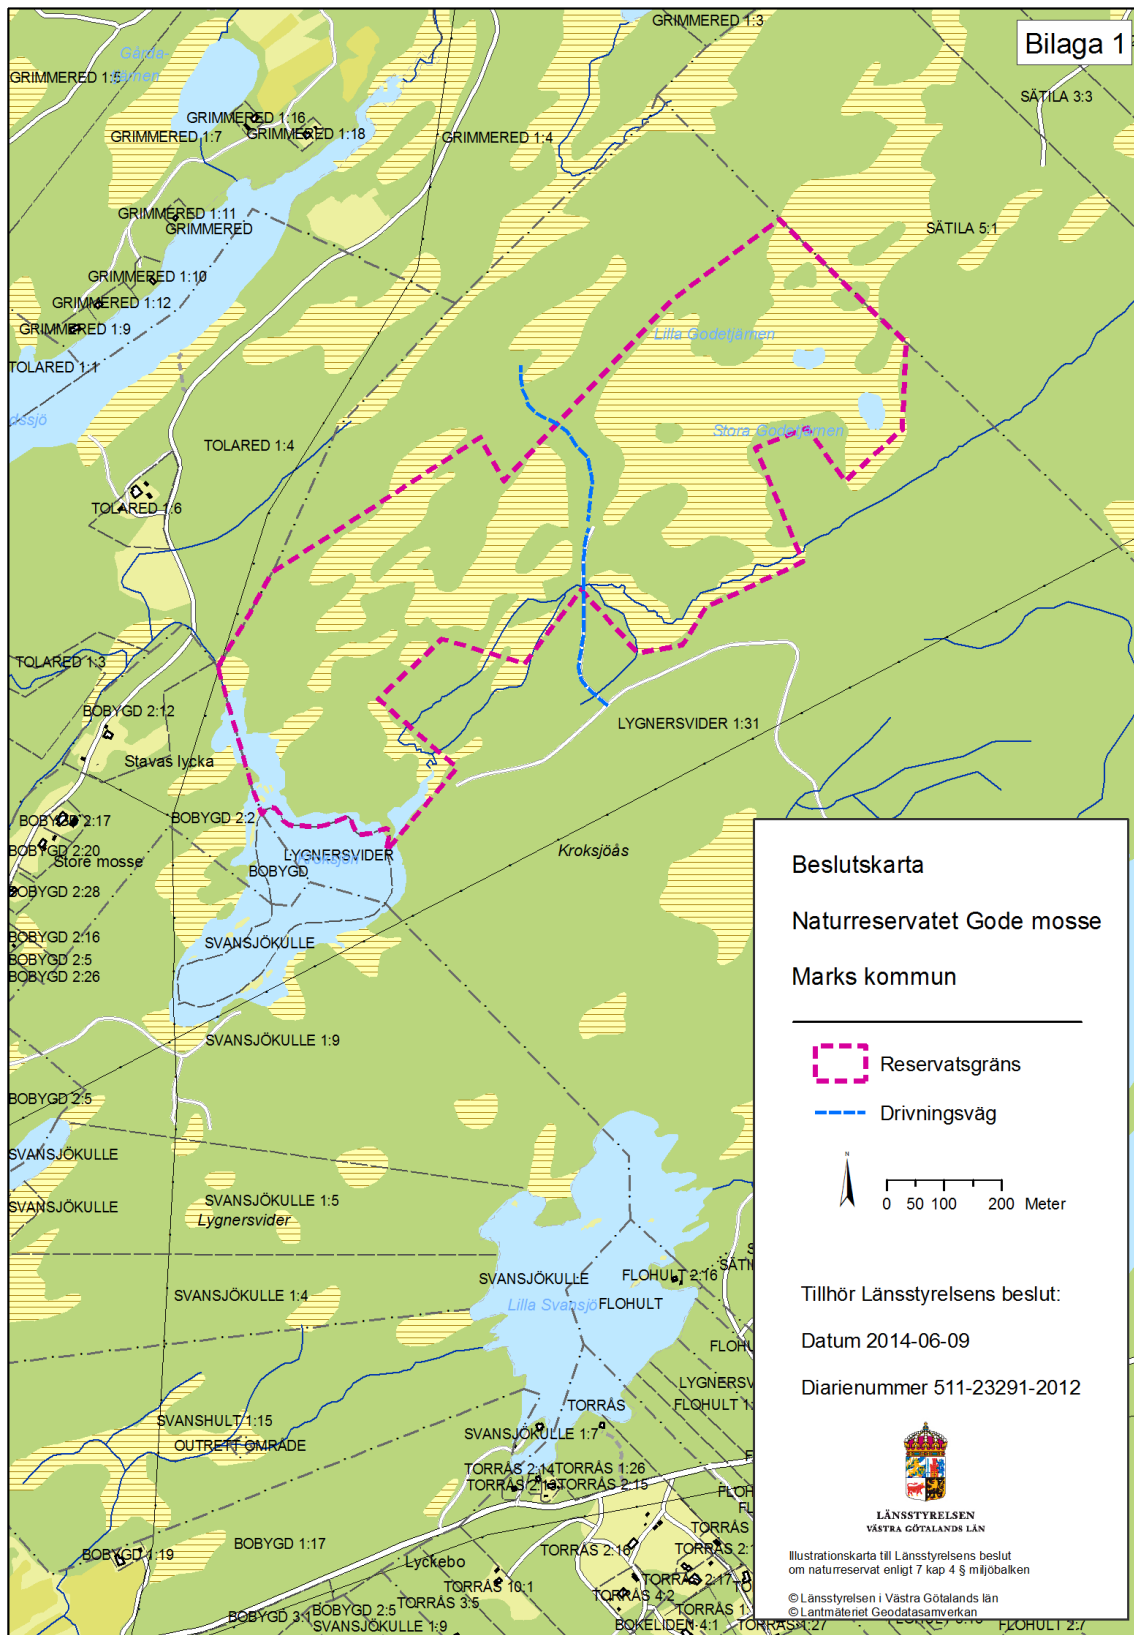 Bilaga 1
GRIMMERED 1:3
Gårda-
tjärnen
GRIMMERED 1:5
SÄTILA 3:3
GRIMMERED 1:16
GRIMMERED 1:7
GRIMMERED 1:18
GRIMMERED 1:4
GRIMMERED 1:11
GRIMMERED
SÄTILA 5:1
GRIMMERED 1:10
GRIMMERED 1:12
GRIMMERED 1:9
Lilla Godetjärnen
TOLARED 1:1
dssjö
Stora Godetjärnen
TOLARED 1:4
TOLARED 1:6
TOLARED 1:3
BOBYGD 2:12
LYGNERSVIDER 1:31
Stavas lycka
BOBYGD 2:17
BOBYGD 2:2
BOBYGD 2:20
Store mosse
LYGNERSVIDER
Kroksjön
Kroksjöås
BOBYGD
BOBYGD 2:28
BOBYGD 2:16
SVANSJÖKULLE
BOBYGD 2:5
BOBYGD 2:26
SVANSJÖKULLE 1:9
BOBYGD 2:5
SVANSJÖKULLE
SVANSJÖKULLE
SVANSJÖKULLE 1:5
Lygnersvider
SVANSJÖKULLE
FLOHULT 2:16
SVANSJÖKULLE 1:4
Lilla Svansjö
FLOHULT
TORRÅS
SVANSHULT 1:15
OUTRETT OMRÅDE
SVANSJÖKULLE 1:7
TORRÅS 2:14
TORRÅS 1:26
TORRÅS 2:15
BOBYGD 1:17
BOBYGD 1:19
Lyckebo
TORRÅS 2:16
TORRÅS
TORRÅS 10:1
TORRÅS 2:17
TORRÅS 4:2
TORRÅS 3:5
BOBYGD 2:5
BOBYGD 3:1
SVANSJÖKULLE 1:9
BOKELIDEN 4:1
TORRÅS 1:27
FLOHULT 2:7
Beslutskarta
Naturreservatet Gode mosse
Marks kommun
Reservatsgräns
Drivningsväg
N
0 50 100 200 Meter
Tillhör Länsstyrelsens beslut:
Datum 2014-06-09
Diarienummer 511-23291-2012
LÄNSSTYRELSEN
VÄSTRA GÖTALANDS LÄN
Illustrationskarta till Länsstyrelsens beslut
om naturreservat enligt 7 kap 4 § miljöbalken
© Länsstyrelsen i Västra Götalands län
© Lantmäteriet Geodatasamverkan